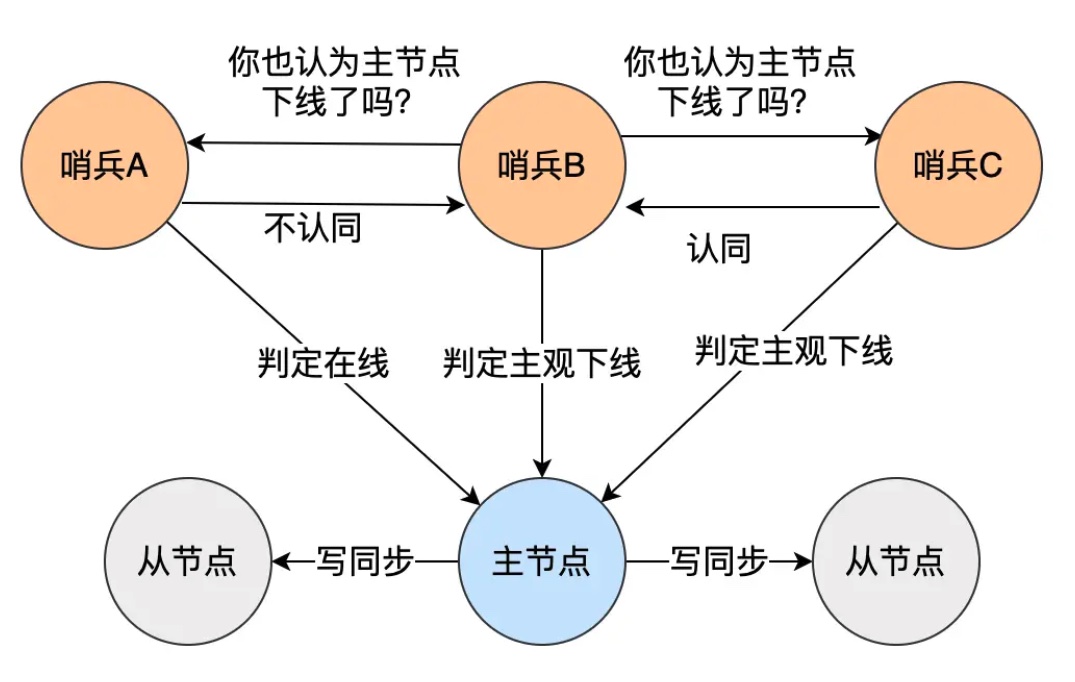 你也认为主节点
下线了吗?
你也认为主节点
下线了吗?
哨兵A
哨兵B
哨兵C
不认同
认同
判定在线
判定主观下线
判定主观下线
从节点
写同步
主节点
写同步
从节点